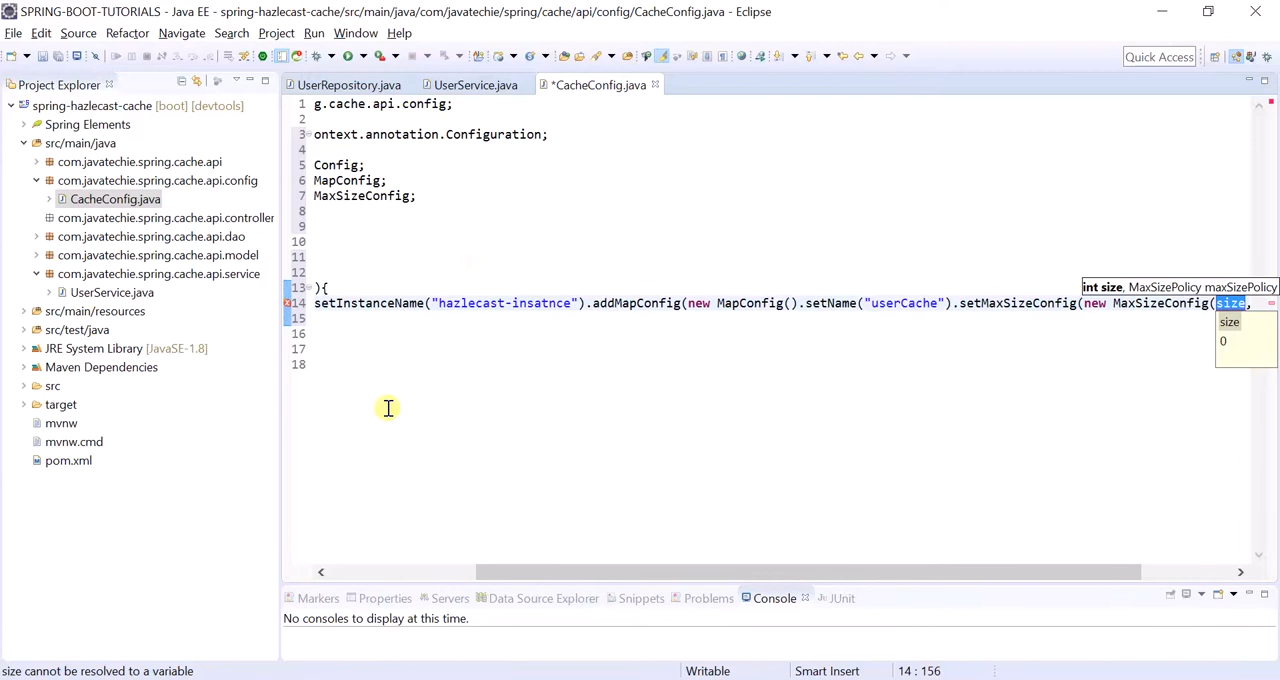 SPRING-BOOT-TUTORIALS - Java EE - spring-hazlecast-cache/src/main/java/com/javatechie/spring/cache/api/config/CacheConfig.java - Eclipse
File Edit Source Refactor Navigate Search Project Run Window Help
Quick Access
Project Explorer
UserRepository.java UserService.java *CacheConfig.java
spring-hazlecast-cache [boot] [devtools]
Spring Elements
src/main/java
com.javatechie.spring.cache.api
com.javatechie.spring.cache.api.config
CacheConfig.java
com.javatechie.spring.cache.api.controller
com.javatechie.spring.cache.api.dao
com.javatechie.spring.cache.api.model
com.javatechie.spring.cache.api.service
UserService.java
src/main/resources
src/test/java
JRE System Library [JavaSE-1.8]
Maven Dependencies
src
target
mvnw
mvnw.cmd
pom.xml
1 g.cache.api.config;
2
3 ontext.annotation.Configuration;
4
5 Config;
6 MapConfig;
7 MaxSizeConfig;
8
9
10
11
12
13 ){
int size, MaxSizePolicy maxSizePolicy
14 setInstanceName("hazlecast-insatnce").addMapConfig(new MapConfig().setName("userCache").setMaxSizeConfig(new MaxSizeConfig(size,
15
16
17
18
size
0
Markers Properties Servers Data Source Explorer Snippets Problems Console JUnit
No consoles to display at this time.
size cannot be resolved to a variable Writable Smart Insert 14 : 156